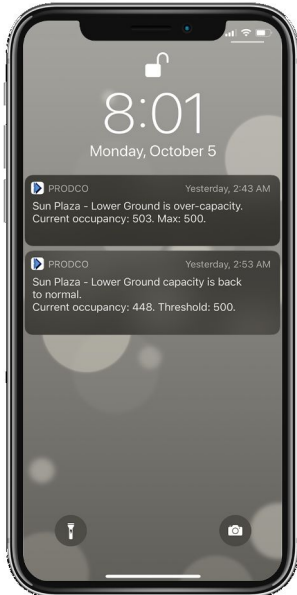 8:01
Monday, October 5
PRODCO Yesterday, 2:43 AM
Sun Plaza - Lower Ground is over-capacity.
Current occupancy: 503. Max: 500.
PRODCO Yesterday, 2:53 AM
Sun Plaza - Lower Ground capacity is back
to normal.
Current occupancy: 448. Threshold: 500.